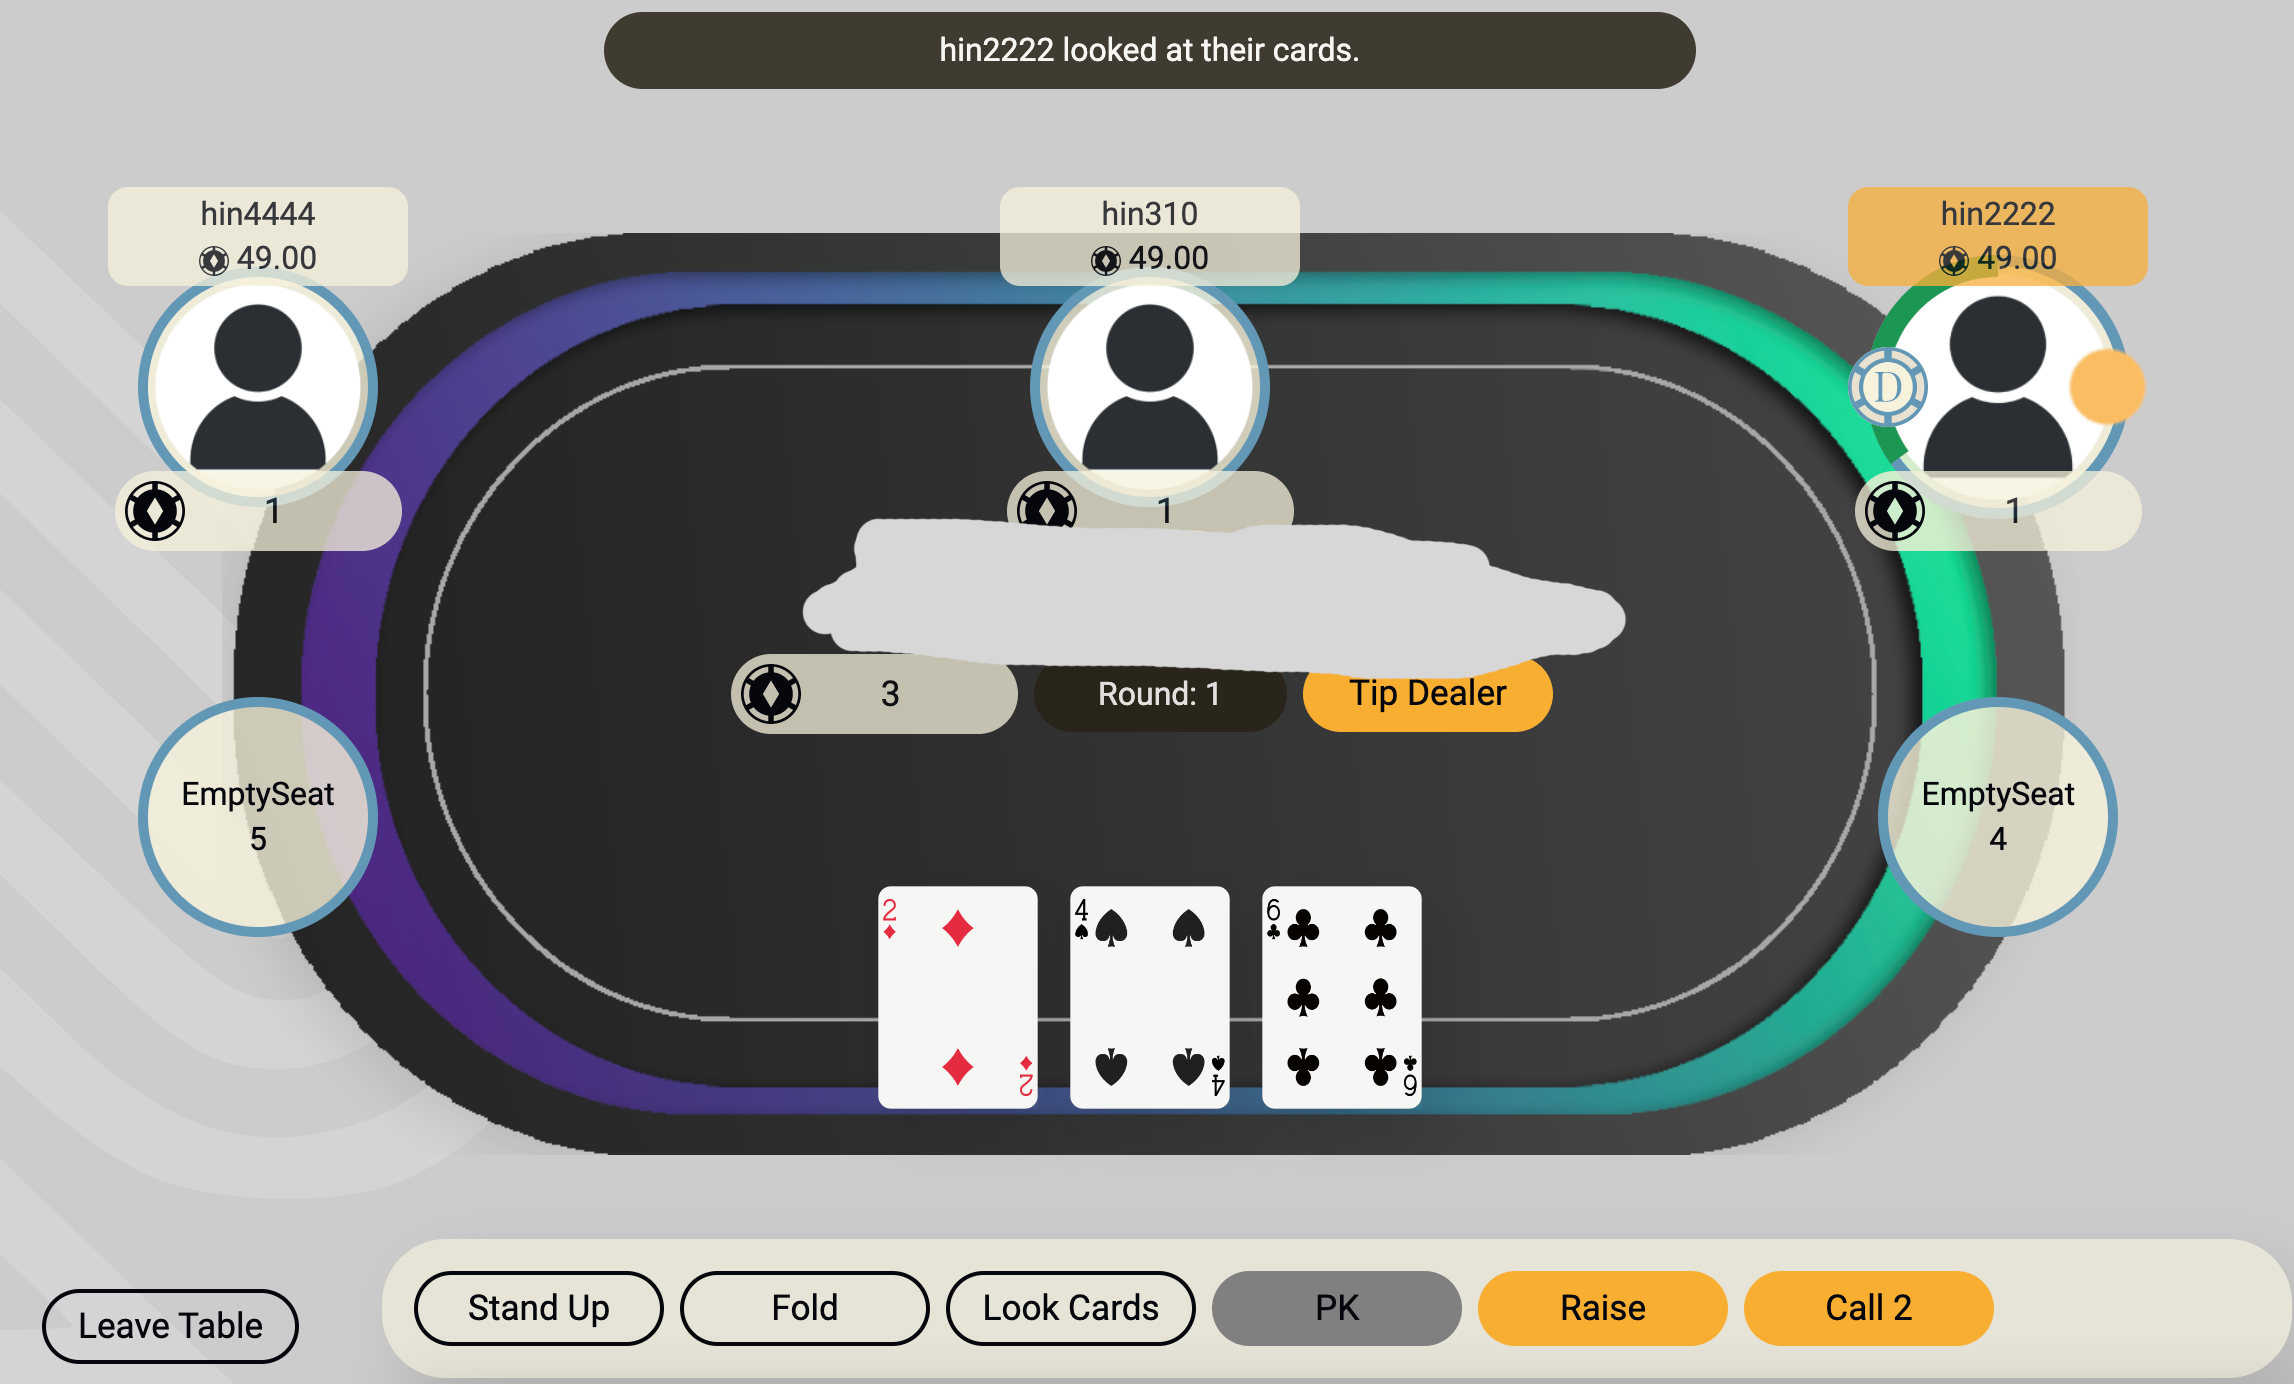 hin2222 looked at their cards.
hin4444
49.00
hin310
49.00
hin2222
49.00
D
1
1
1
3
Round: 1
Tip Dealer
EmptySeat
5
EmptySeat
4
2
2
4
4
6
6
Leave Table
Stand Up
Fold
Look Cards
PK
Raise
Call 2